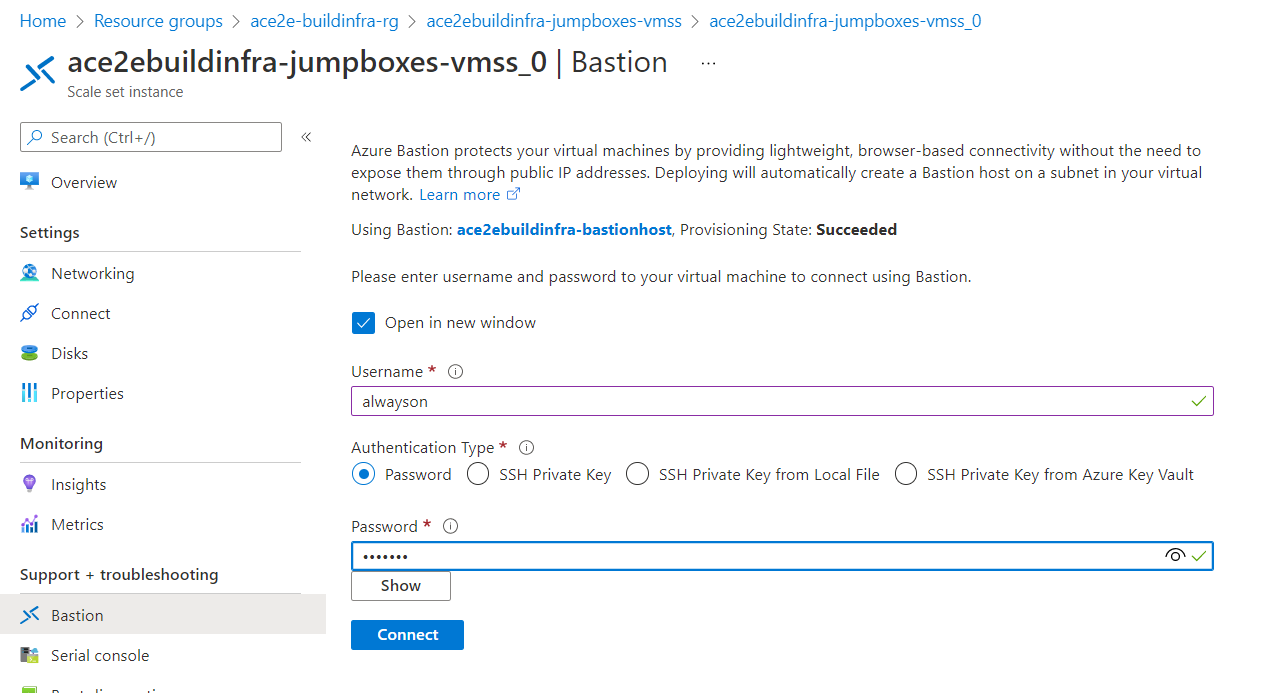 Home > Resource groups > ace2e-buildinfra-rg > ace2ebuildinfra-jumpboxes-vmss > ace2ebuildinfra-jumpboxes-vmss_0
ace2ebuildinfra-jumpboxes-vmss_0 | Bastion ...
Scale set instance
Search (Ctrl+/)
«
Overview
Settings
Networking
Connect
Disks
Properties
Monitoring
Insights
Metrics
Support + troubleshooting
Bastion
Serial console
Azure Bastion protects your virtual machines by providing lightweight, browser-based connectivity without the need to
expose them through public IP addresses. Deploying will automatically create a Bastion host on a subnet in your virtual
network. Learn more
Using Bastion: ace2ebuildinfra-bastionhost, Provisioning State: Succeeded
Please enter username and password to your virtual machine to connect using Bastion.
Open in new window
Username *
alwayson
Authentication Type *
Password SSH Private Key SSH Private Key from Local File SSH Private Key from Azure Key Vault
Password *
•••••••
Show
Connect